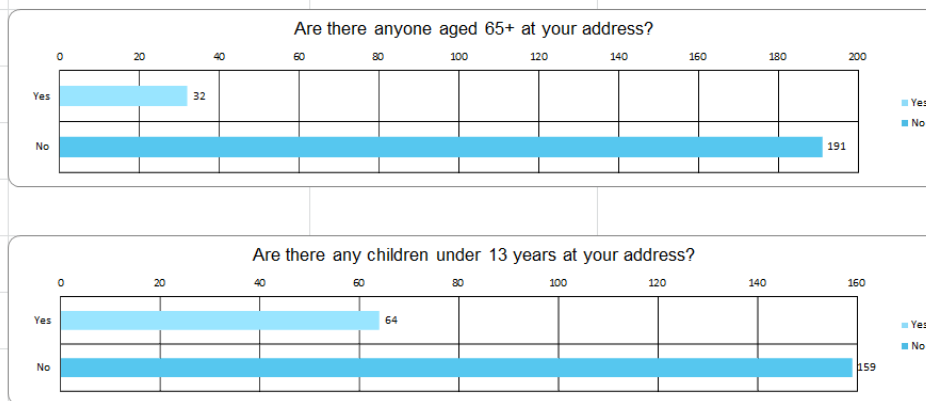 Are there anyone aged 65+ at your address?
0 20 40 60 80 100 120 140 160 180 200
Yes 32
Yes
No
No 191
Are there any children under 13 years at your address?
0 20 40 60 80 100 120 140 160
Yes 64
Yes
No
No 159